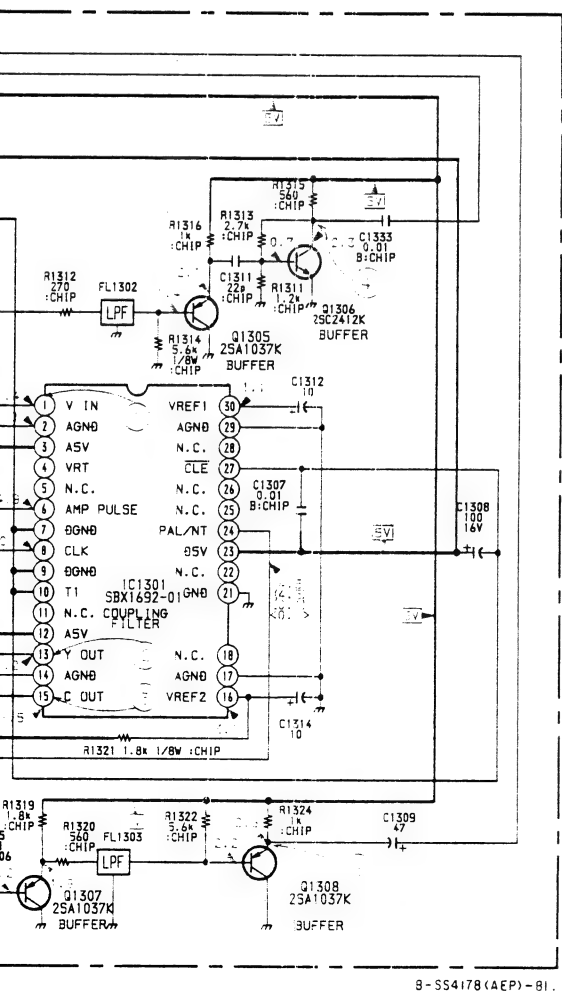 5V
R1315
560
:CHIP
5V
R1316
1k
:CHIP
R1313
2.7k
:CHIP
C1333
0.01
B:CHIP
0.7
R1312
270
:CHIP
FL1302
LPF
C1311
22p
:CHIP
R1311
1.2k
:CHIP
Q1306
2SC2412K
BUFFER
R1314
5.6k
1/8W
:CHIP
Q1305
2SA1037K
BUFFER
C1312
10
1 V IN VREF1 30
2 AGND AGND 29
3 A5V N.C. 28
4 VRT CLE 27
5 N.C. N.C. 26
6 AMP PULSE N.C. 25
7 DGND PAL/NT 24
8 CLK D5V 23
9 DGND N.C. 22
10 T1 GND 21
11 N.C.
12 A5V
13 Y OUT N.C. 18
14 AGND AGND 17
15 C OUT VREF2 16
IC1301
SBX1692-01
COUPLING
FILTER
C1307
0.01
B:CHIP
C1308
100
16V
5V
5V
C1314
10
R1321 1.8k 1/8W :CHIP
R1319
1.8k
:CHIP
R1320
560
:CHIP
FL1303
LPF
R1322
5.6k
:CHIP
R1324
1k
:CHIP
C1309
47
06
Q1307
2SA1037K
BUFFER
Q1308
2SA1037K
BUFFER
B-SS4178(AEP)-81.